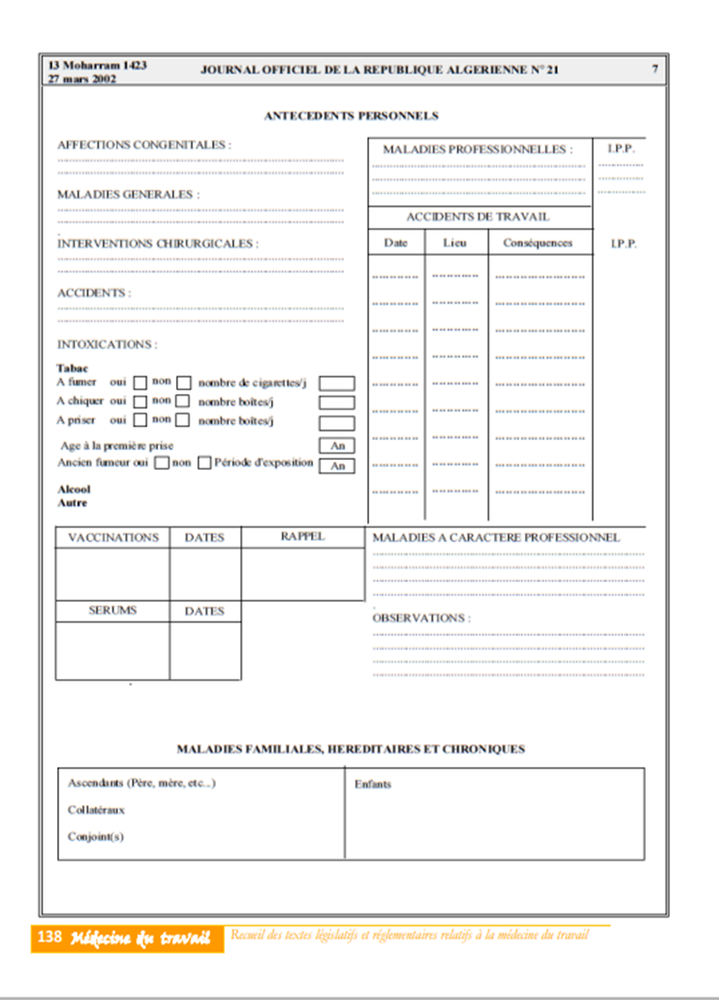 13 Moharram 1423
27 mars 2002
JOURNAL OFFICIEL DE LA REPUBLIQUE ALGERIENNE N° 21
7
ANTECEDENTS PERSONNELS
AFFECTIONS CONGENITALES :
MALADIES GENERALES :
INTERVENTIONS CHIRURGICALES :
ACCIDENTS :
INTOXICATIONS :
Tabac
A fumer oui non nombre de cigarettes/j
A chiquer oui non nombre boîtes/j
A priser oui non nombre boîtes/j
Age à la première prise An
Ancien fumeur oui non Période d'exposition An
Alcool
Autre
MALADIES PROFESSIONNELLES : I.P.P.
ACCIDENTS DE TRAVAIL
Date Lieu Conséquences I.P.P.
VACCINATIONS DATES RAPPEL
SERUMS DATES
MALADIES A CARACTERE PROFESSIONNEL
OBSERVATIONS :
MALADIES FAMILIALES, HEREDITAIRES ET CHRONIQUES
Ascendants (Père, mère, etc...)
Collatéraux
Conjoint(s)
Enfants
138 Médecine du travail Recueil des textes législatifs et réglementaires relatifs à la médecine du travail